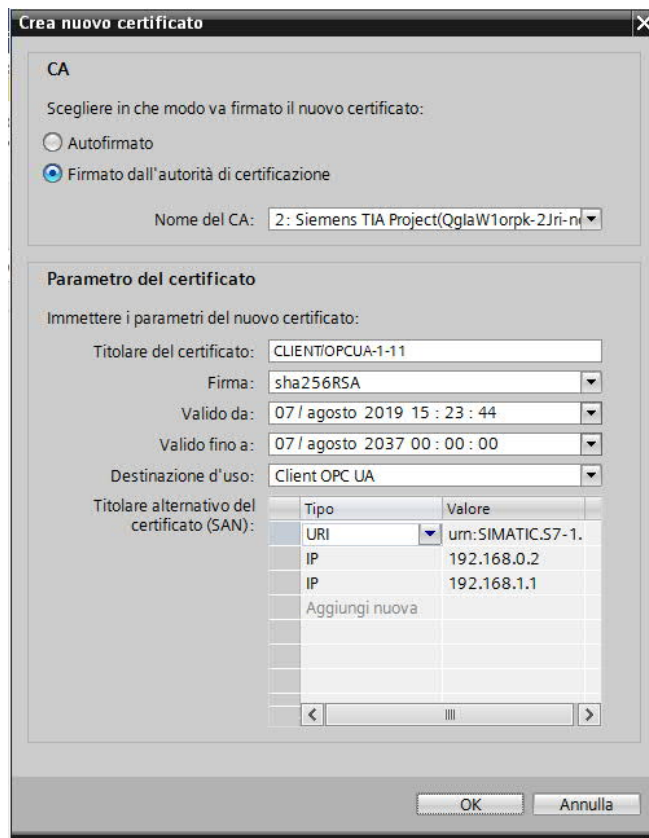 Crea nuovo certificato
CA
Scegliere in che modo va firmato il nuovo certificato:
Autofirmato
Firmato dall'autorità di certificazione
Nome del CA: 2: Siemens TIA Project(QgIaW1orpk-2Jri-n
Parametro del certificato
Immettere i parametri del nuovo certificato:
Titolare del certificato: CLIENT/OPCUA-1-11
Firma: sha256RSA
Valido da: 07 / agosto 2019 15 : 23 : 44
Valido fino a: 07 / agosto 2037 00 : 00 : 00
Destinazione d'uso: Client OPC UA
Titolare alternativo del certificato (SAN):
Tipo Valore
URI urn:SIMATIC.S7-1.
IP 192.168.0.2
IP 192.168.1.1
Aggiungi nuova
OK Annulla